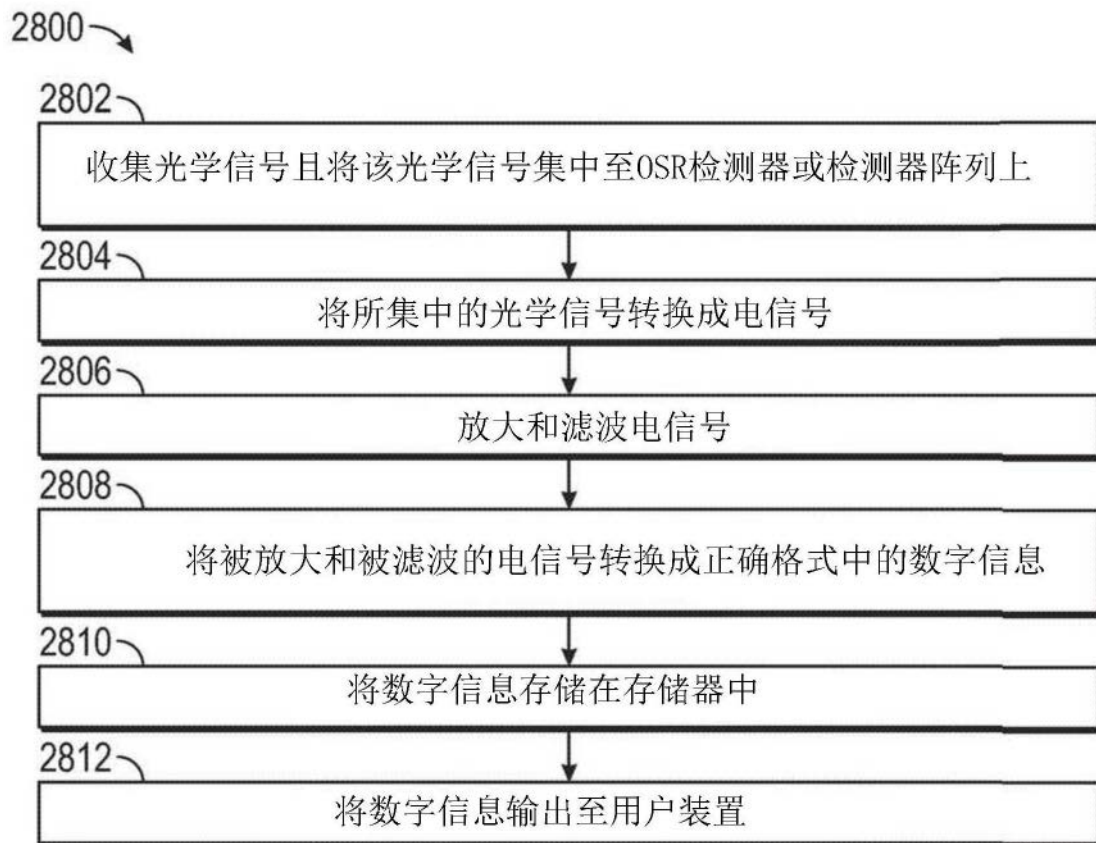 2800
2802
收集光学信号且将该光学信号集中至OSR检测器或检测器阵列上
2804
将所集中的光学信号转换成电信号
2806
放大和滤波电信号
2808
将被放大和被滤波的电信号转换成正确格式中的数字信息
2810
将数字信息存储在存储器中
2812
将数字信息输出至用户装置